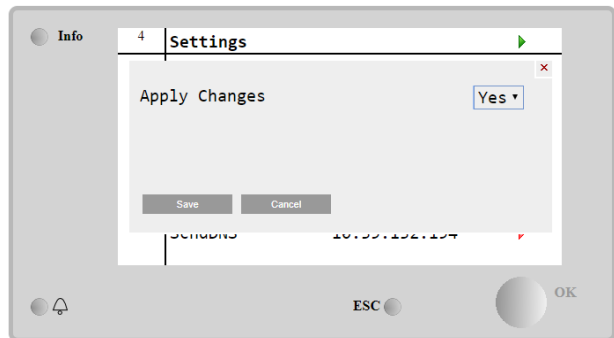 Info
4 Settings
Apply Changes Yes
Save Cancel
ESC
OK